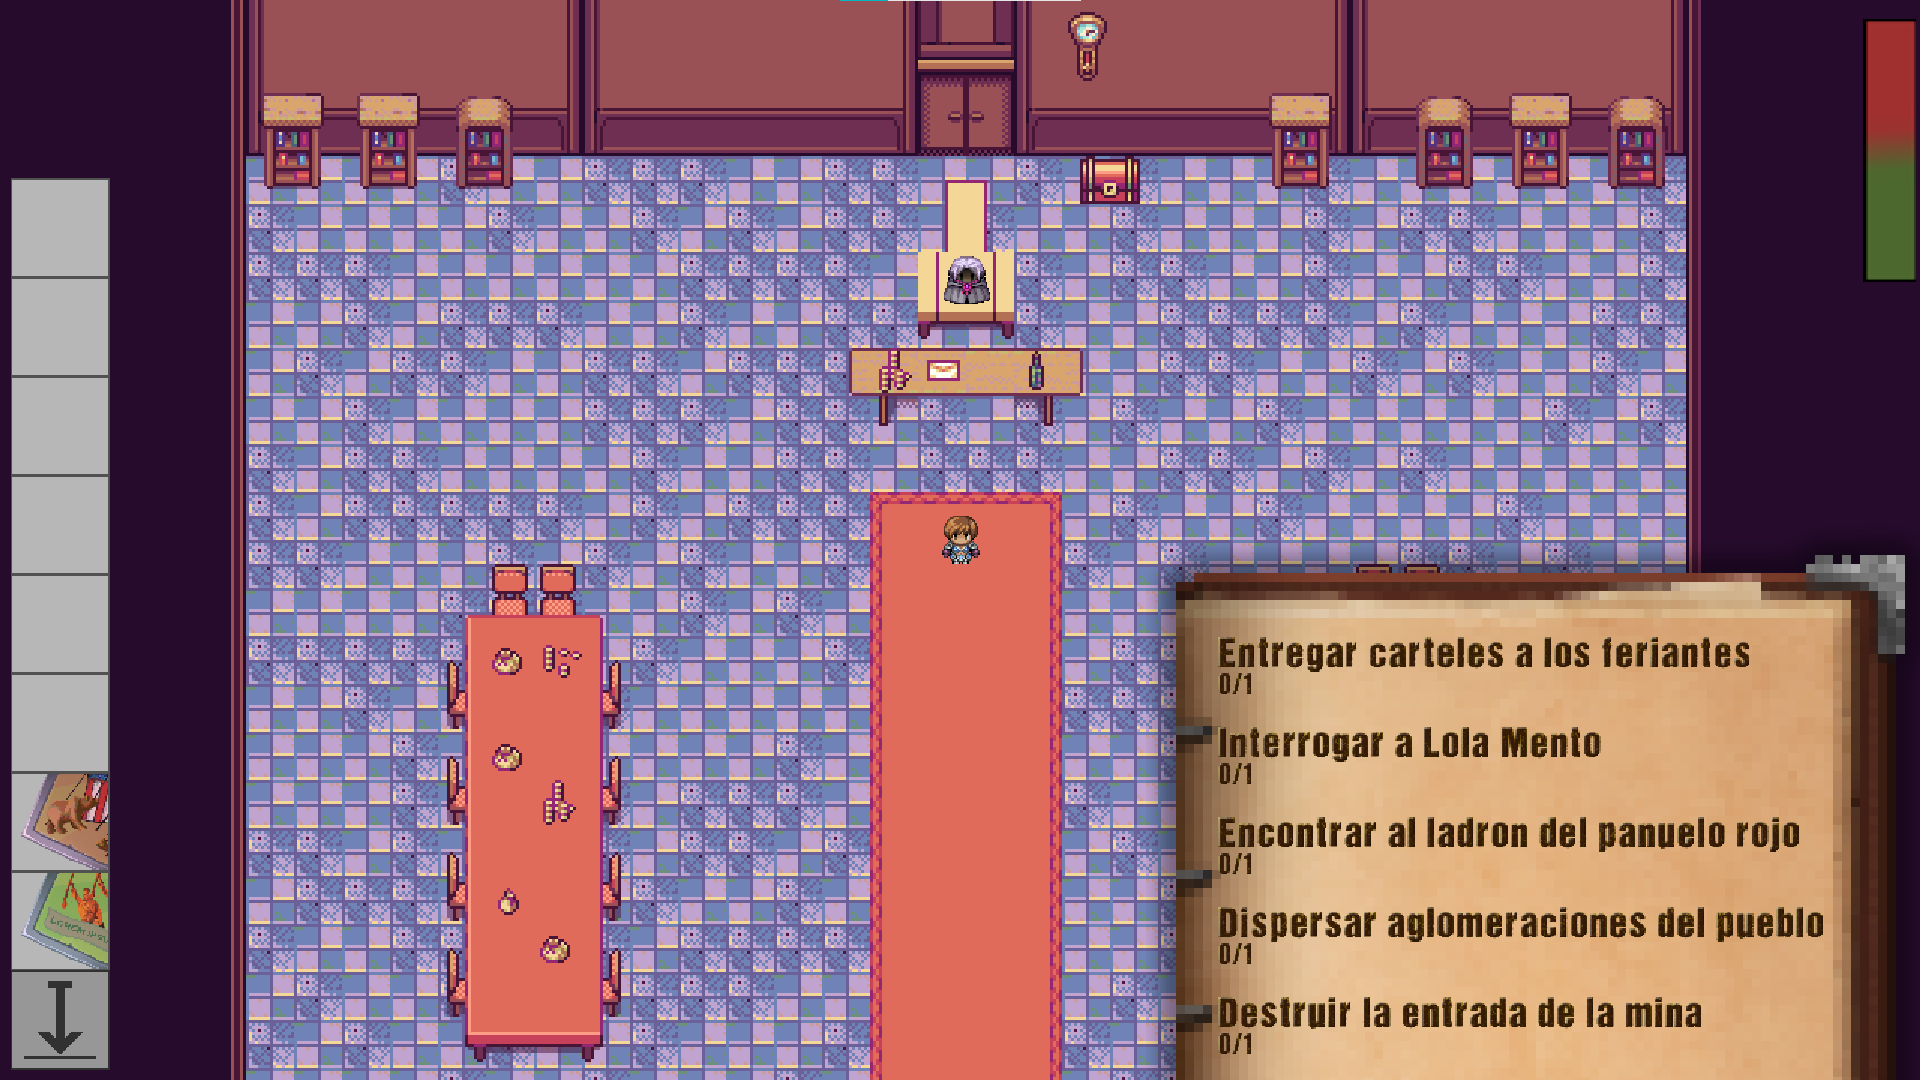 Entregar carteles a los feriantes
0/1
Interrogar a Lola Mento
0/1
Encontrar al ladron del panuelo rojo
0/1
Dispersar aglomeraciones del pueblo
0/1
Destruir la entrada de la mina
0/1